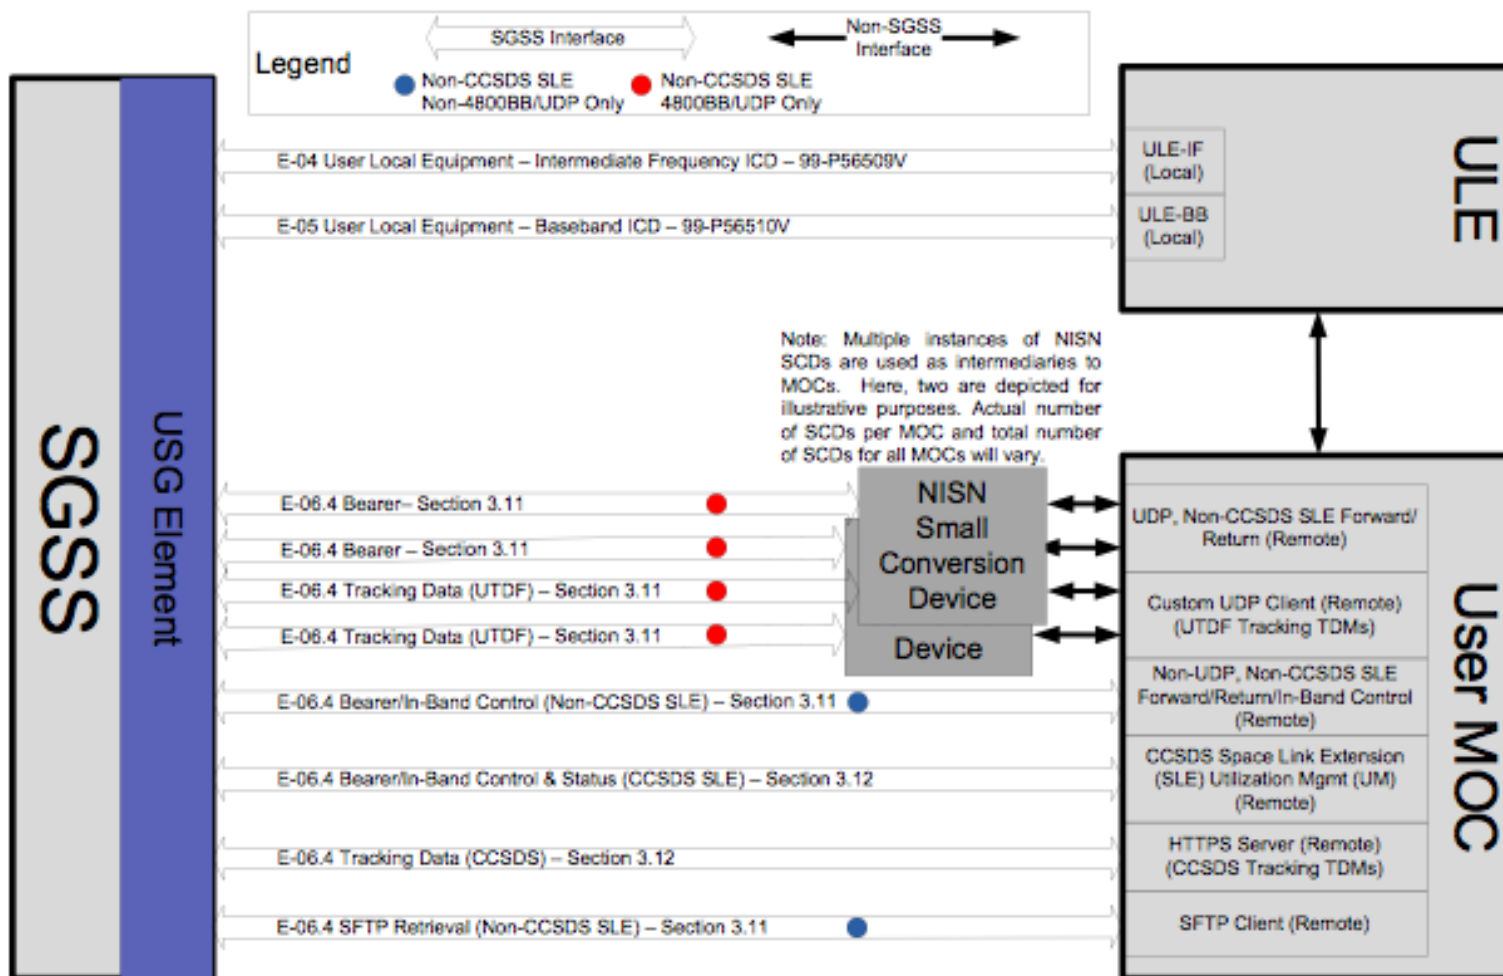 Legend
SGSS Interface
Non-SGSS
Interface
Non-CCSDS SLE
Non-4800BB/UDP Only
Non-CCSDS SLE
4800BB/UDP Only
SGSS
USG Element
E-04 User Local Equipment – Intermediate Frequency ICD – 99-P56509V
E-05 User Local Equipment – Baseband ICD – 99-P56510V
ULE-IF
(Local)
ULE-BB
(Local)
ULE
Note: Multiple instances of NISN
SCDs are used as intermediaries to
MOCs. Here, two are depicted for
illustrative purposes. Actual number
of SCDs per MOC and total number
of SCDs for all MOCs will vary.
E-06.4 Bearer– Section 3.11
E-06.4 Bearer – Section 3.11
E-06.4 Tracking Data (UTDF) – Section 3.11
E-06.4 Tracking Data (UTDF) – Section 3.11
NISN
Small
Conversion
Device
Device
E-06.4 Bearer/In-Band Control (Non-CCSDS SLE) – Section 3.11
E-06.4 Bearer/In-Band Control & Status (CCSDS SLE) – Section 3.12
E-06.4 Tracking Data (CCSDS) – Section 3.12
E-06.4 SFTP Retrieval (Non-CCSDS SLE) – Section 3.11
UDP, Non-CCSDS SLE Forward/
Return (Remote)
Custom UDP Client (Remote)
(UTDF Tracking TDMs)
Non-UDP, Non-CCSDS SLE
Forward/Return/In-Band Control
(Remote)
CCSDS Space Link Extension
(SLE) Utilization Mgmt (UM)
(Remote)
HTTPS Server (Remote)
(CCSDS Tracking TDMs)
SFTP Client (Remote)
User MOC